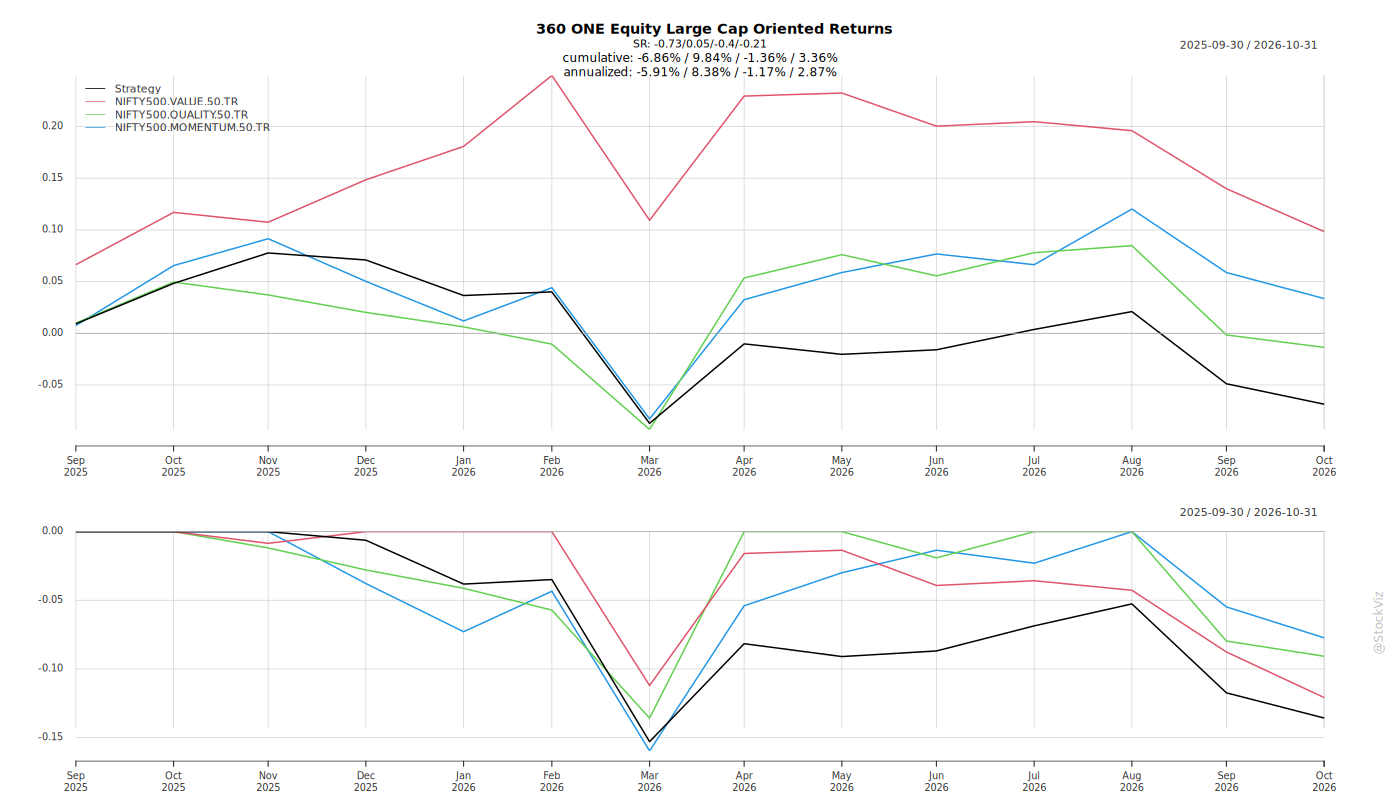 360 ONE Equity Large Cap Oriented Returns
SR: -0.73/0.05/-0.4/-0.21
cumulative: -6.86% / 9.84% / -1.36% / 3.36%
annualized: -5.91% / 8.38% / -1.17% / 2.87%
2025-09-30 / 2026-10-31
Strategy
NIFTY500.VALUE.50.TR
NIFTY500.QUALITY.50.TR
NIFTY500.MOMENTUM.50.TR
0.20
0.15
0.10
0.05
0.00
-0.05
Sep Oct Nov Dec Jan Feb Mar Apr May Jun Jul Aug Sep Oct
2025 2025 2025 2025 2026 2026 2026 2026 2026 2026 2026 2026 2026 2026
2025-09-30 / 2026-10-31
0.00
-0.05
-0.10
-0.15
Sep Oct Nov Dec Jan Feb Mar Apr May Jun Jul Aug Sep Oct
2025 2025 2025 2025 2026 2026 2026 2026 2026 2026 2026 2026 2026 2026
@StockViz